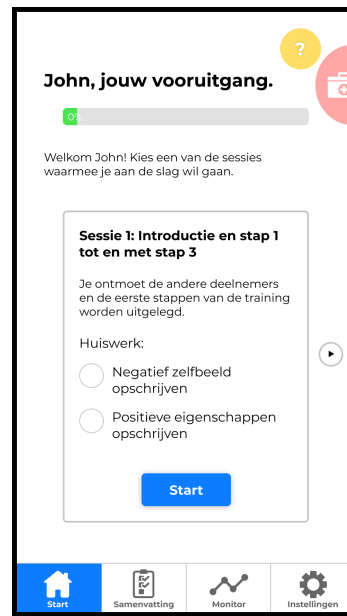 ?
John, jouw vooruitgang.
0%
Welkom John! Kies een van de sessies
waarmee je aan de slag wil gaan.
Sessie 1: Introductie en stap 1
tot en met stap 3
Je ontmoet de andere deelnemers
en de eerste stappen van de training
worden uitgelegd.
Huiswerk:
Negatief zelfbeeld
opschrijven
Positieve eigenschappen
opschrijven
Start
Start
Samenvatting
Monitor
Instellingen